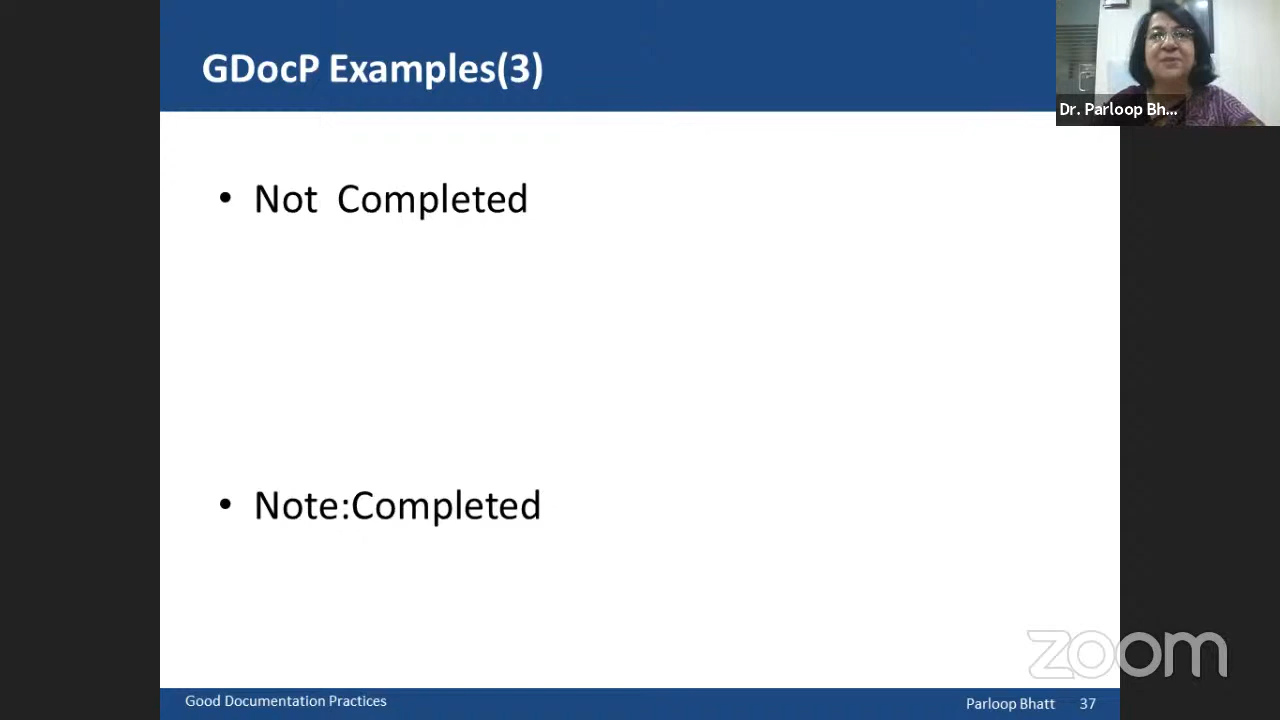 GDocP Examples(3)
Dr. Parloop Bh...
• Not Completed
• Note:Completed
zoom
Good Documentation Practices
Parloop Bhatt 37